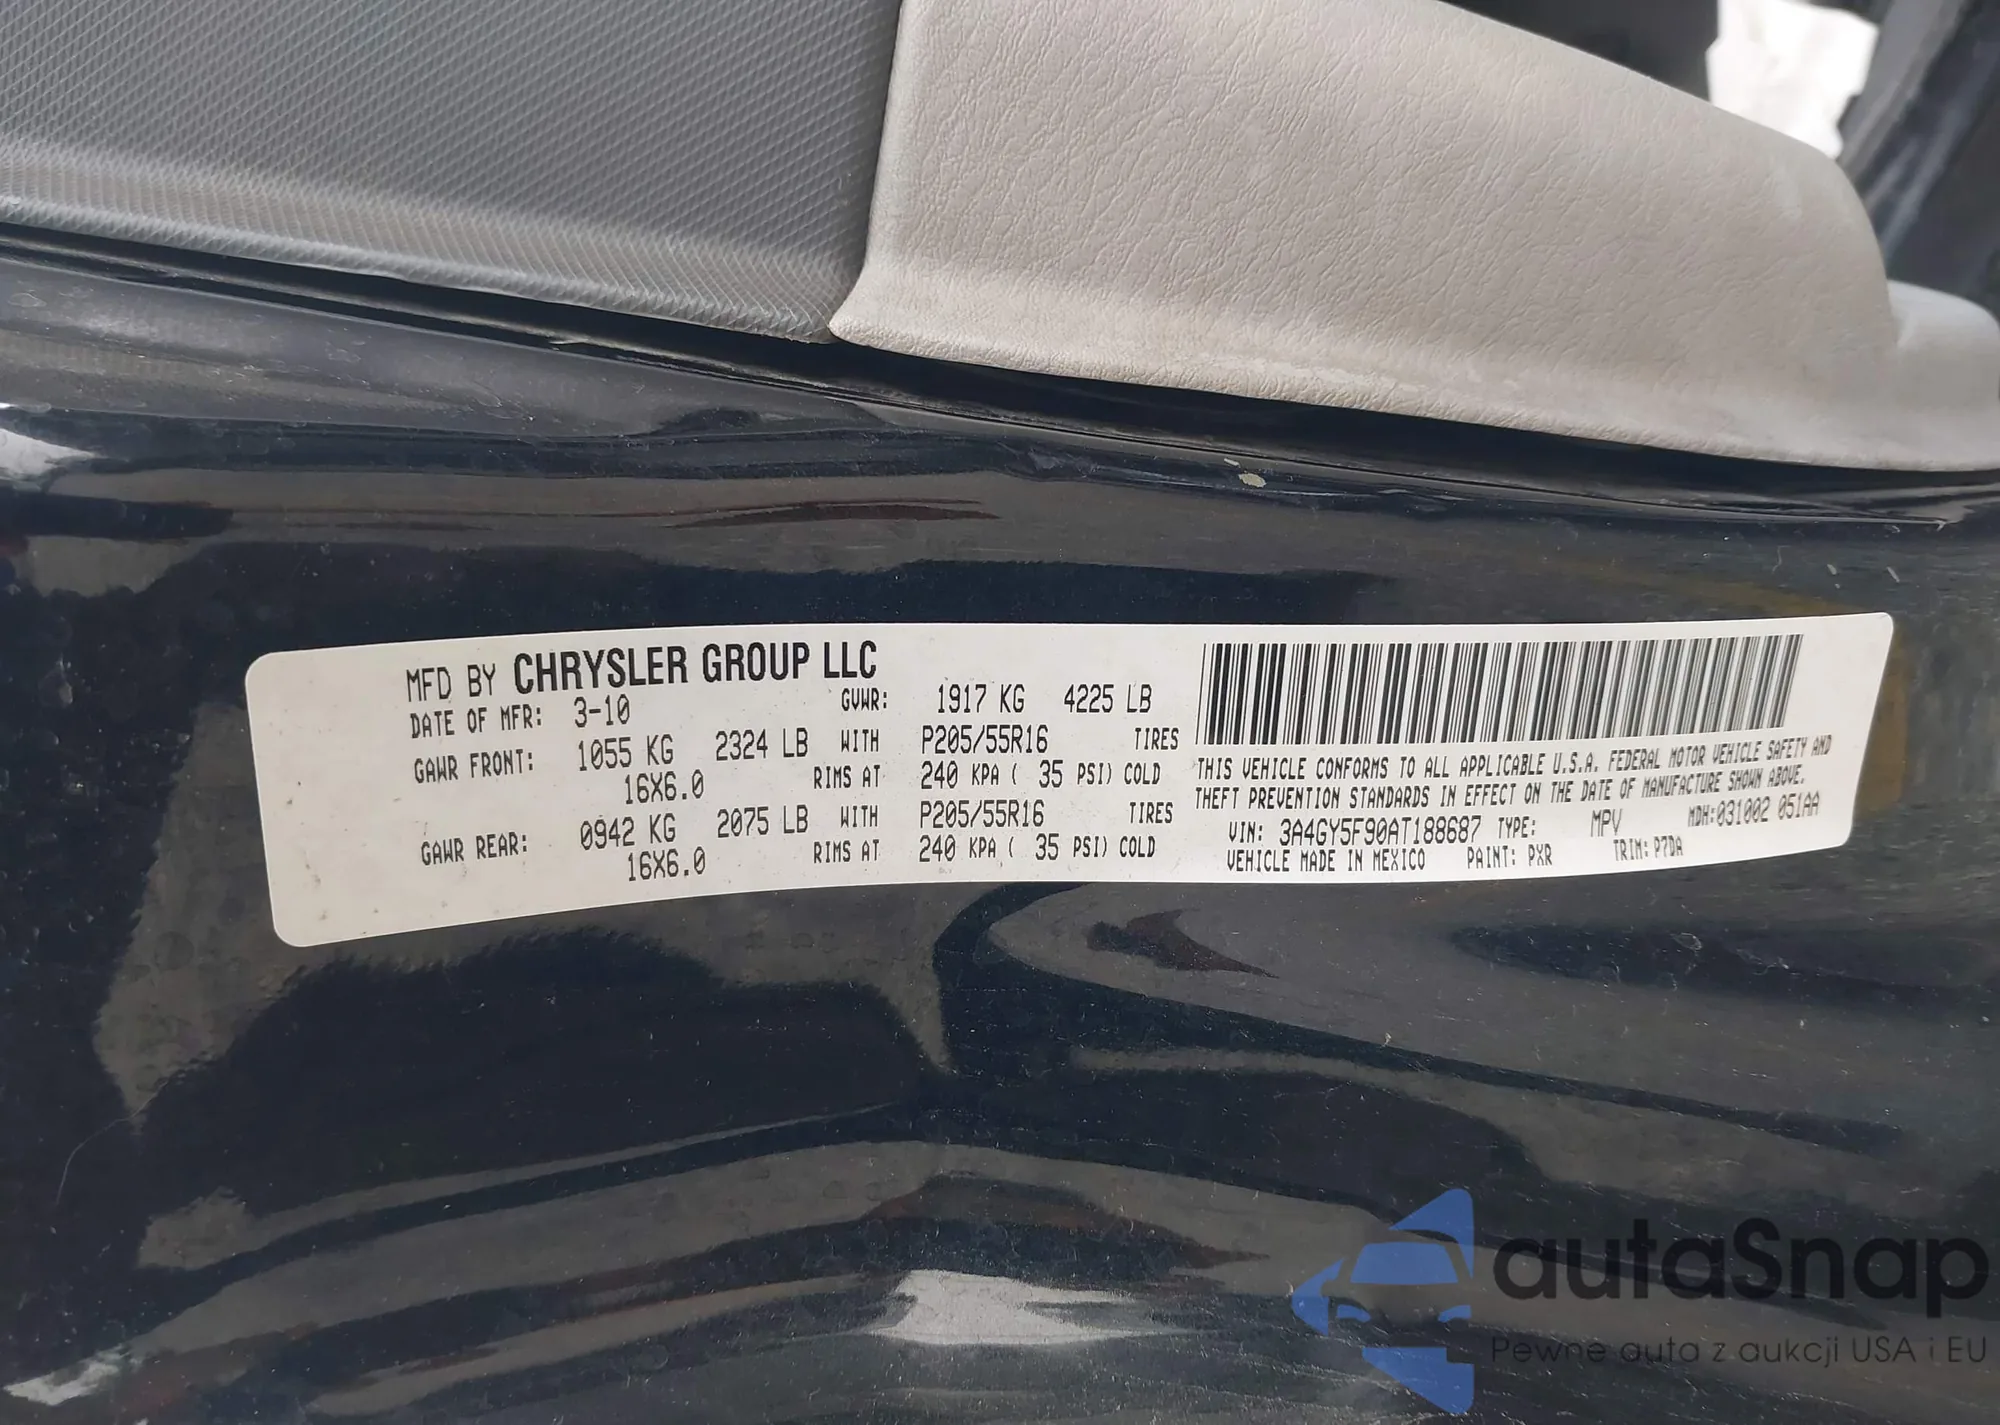 MFD BY CHRYSLER GROUP LLC
DATE OF MFR: 3-10 GVWR: 1917 KG 4225 LB
GAWR FRONT: 1055 KG 2324 LB WITH P205/55R16 TIRES
16X6.0 RIMS AT 240 KPA ( 35 PSI) COLD
GAWR REAR: 0942 KG 2075 LB WITH P205/55R16 TIRES
16X6.0 RIMS AT 240 KPA ( 35 PSI) COLD
THIS VEHICLE CONFORMS TO ALL APPLICABLE U.S.A. FEDERAL MOTOR VEHICLE SAFETY AND
THEFT PREVENTION STANDARDS IN EFFECT ON THE DATE OF MANUFACTURE SHOWN ABOVE.
VIN: 3A4GY5F90AT188687 TYPE: MPV MDH:031002 051AA
VEHICLE MADE IN MEXICO PAINT: PXR TRIM: P7DA
autaSnap
Pewne auta z aukcji USA i EU